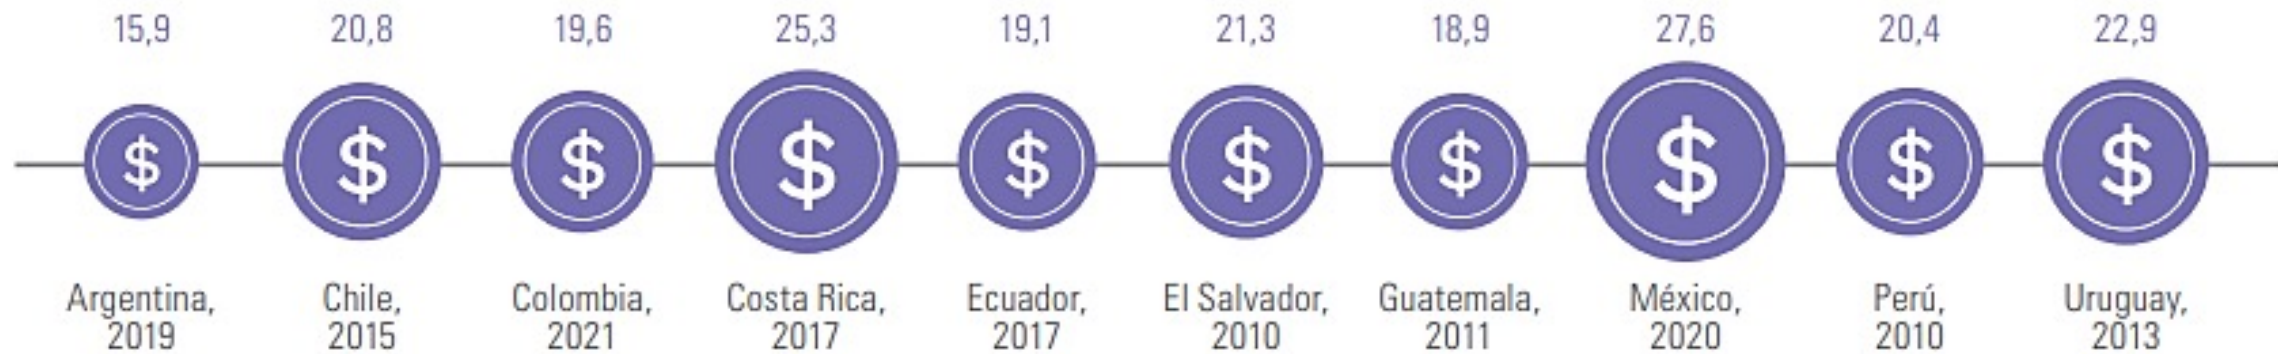 15,9 20,8 19,6 25,3 19,1 21,3 18,9 27,6 20,4 22,9
$ $ $ $ $ $ $ $ $ $
Argentina, Chile, Colombia, Costa Rica, Ecuador, El Salvador, Guatemala, México, Perú, Uruguay,
2019 2015 2021 2017 2017 2010 2011 2020 2010 2013